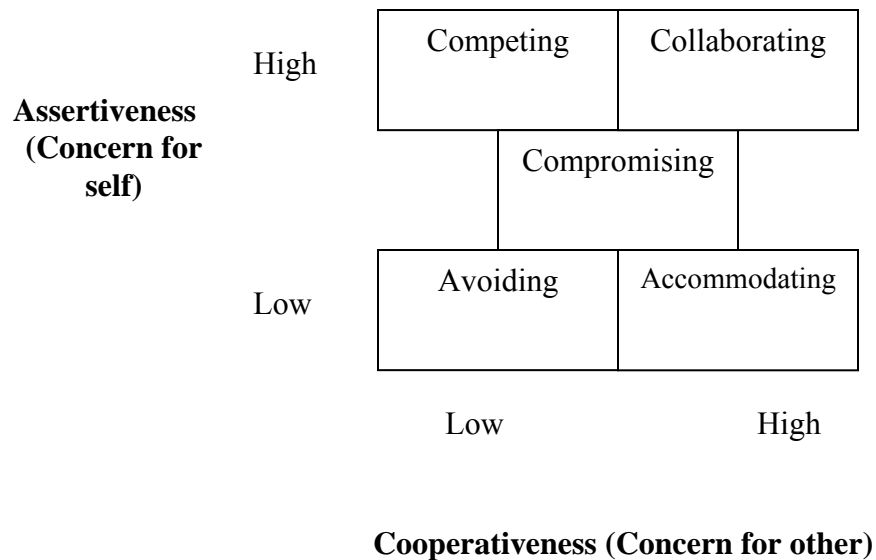 Competing
Collaborating
High
Assertiveness
(Concern for
self)
Compromising
Avoiding
Accommodating
Low
Low
High
Cooperativeness (Concern for other)